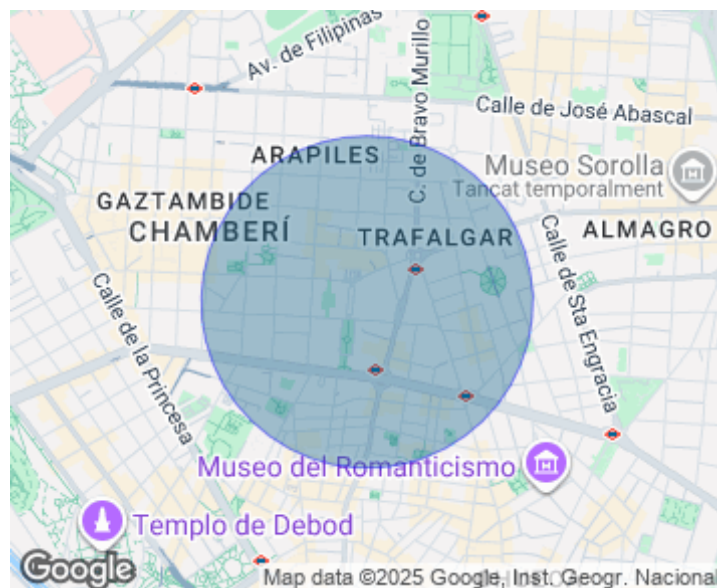 Av. de Filipinas
C. de Bravo Murillo
Calle de José Abascal
ARAPILES
Museo Sorolla
Tancat temporalment
GAZTAMBIDE
CHAMBERÍ
TRAFALGAR
ALMAGRO
Calle de Sta Engracia
Calle de la Princesa
Museo del Romanticismo
Templo de Debod
Google
Map data ©2025 Google, Inst. Geogr. Nacional